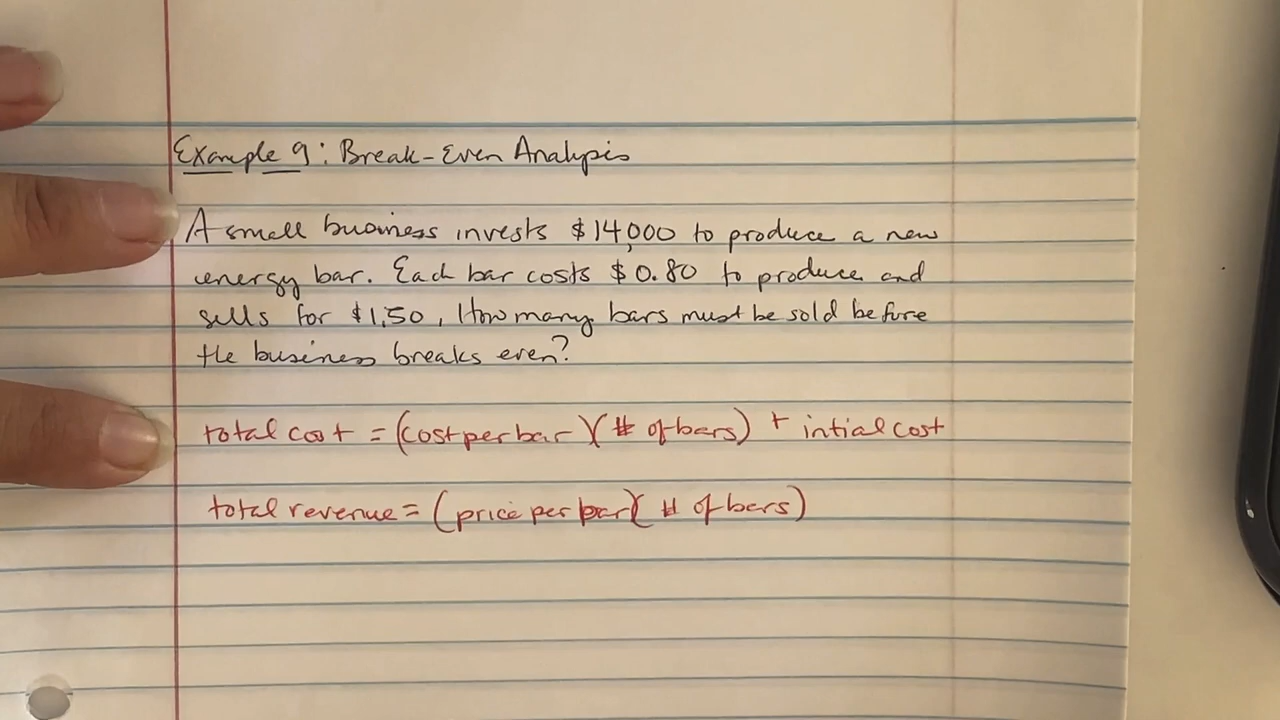 Example 9: Break-Even Analysis
A small business invests $14,000 to produce a new
energy bar. Each bar costs $0.80 to produce and
sells for $1.50. How many bars must be sold before
the business breaks even?
total cost = (cost per bar)(# of bars) + intial cost
total revenue = (price per bar)(# of bars)